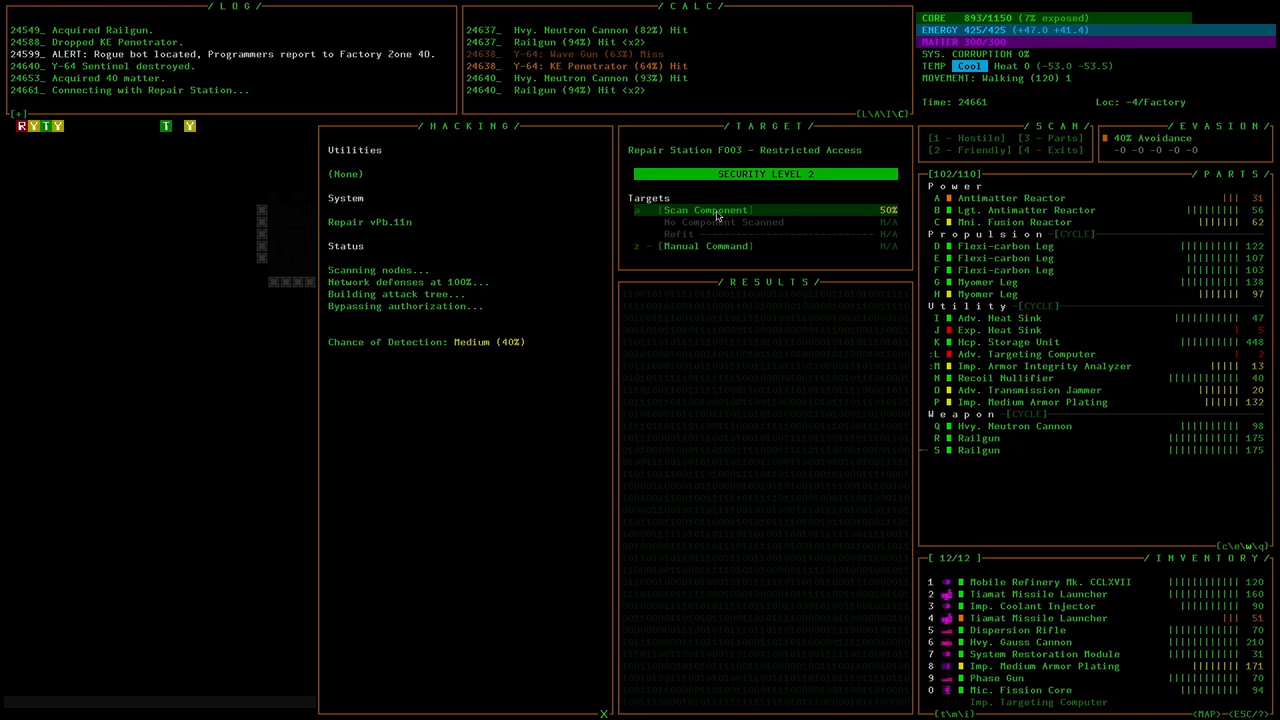 / L O G /
24549_ Acquired Railgun.
24588_ Dropped KE Penetrator.
24599_ ALERT: Rogue bot located, Programmers report to Factory Zone 40.
24640_ Y-64 Sentinel destroyed.
24653_ Acquired 40 matter.
24661_ Connecting with Repair Station...
[+]
/ C A L C /
24637_ Hvy. Neutron Cannon (82%) Hit
24637_ Railgun (94%) Hit <x2>
24638_ Y-64: Wave Gun (63%) Miss
24638_ Y-64: KE Penetrator (64%) Hit
24640_ Hvy. Neutron Cannon (93%) Hit
24640_ Railgun (94%) Hit <x2>
[L\A\I\C]
CORE 893/1150 (7% exposed)
ENERGY 425/425 (+47.0 +41.4)
MATTER 300/300
SYS. CORRUPTION 0%
TEMP Cool Heat 0 (-53.0 -53.5)
MOVEMENT: Walking (120) 1
Time: 24661 Loc: -4/Factory
/ S C A N /
[1 - Hostile] [3 - Parts]
[2 - Friendly] [4 - Exits]
/ E V A S I O N /
40% Avoidance
-0 -0 -0 -0 -0
R Y T Y T Y
/ H A C K I N G /
Utilities
(None)
System
Repair vPb.11n
Status
Scanning nodes...
Network defenses at 100%...
Building attack tree...
Bypassing authorization...
Chance of Detection: Medium (40%)
X
/ T A R G E T /
Repair Station F003 - Restricted Access
SECURITY LEVEL 2
Targets
a - [Scan Component] 50%
No Component Scanned N/A
Refit N/A
z - [Manual Command] N/A
/ R E S U L T S /
[102/110] / P A R T S /
P o w e r
A Antimatter Reactor 31
B Lgt. Antimatter Reactor 56
C Mni. Fusion Reactor 62
P r o p u l s i o n [CYCLE]
D Flexi-carbon Leg 122
E Flexi-carbon Leg 107
F Flexi-carbon Leg 103
G Myomer Leg 138
H Myomer Leg 97
U t i l i t y [CYCLE]
I Adv. Heat Sink 47
J Exp. Heat Sink 5
K Hcp. Storage Unit 448
:L Adv. Targeting Computer 2
:M Imp. Armor Integrity Analyzer 13
N Recoil Nullifier 40
O Adv. Transmission Jammer 20
P Imp. Medium Armor Plating 132
W e a p o n [CYCLE]
Q Hvy. Neutron Cannon 98
R Railgun 175
S Railgun 175
[c\e\w\q]
[ 12/12 ] / I N V E N T O R Y /
1 Mobile Refinery Mk. CCLXVII 120
2 Tiamat Missile Launcher 160
3 Imp. Coolant Injector 90
4 Tiamat Missile Launcher 51
5 Dispersion Rifle 70
6 Hvy. Gauss Cannon 210
7 System Restoration Module 31
8 Imp. Medium Armor Plating 171
9 Phase Gun 70
0 Mic. Fission Core 94
Imp. Targeting Computer
[t\m\i] <MAP> <ESC/?>